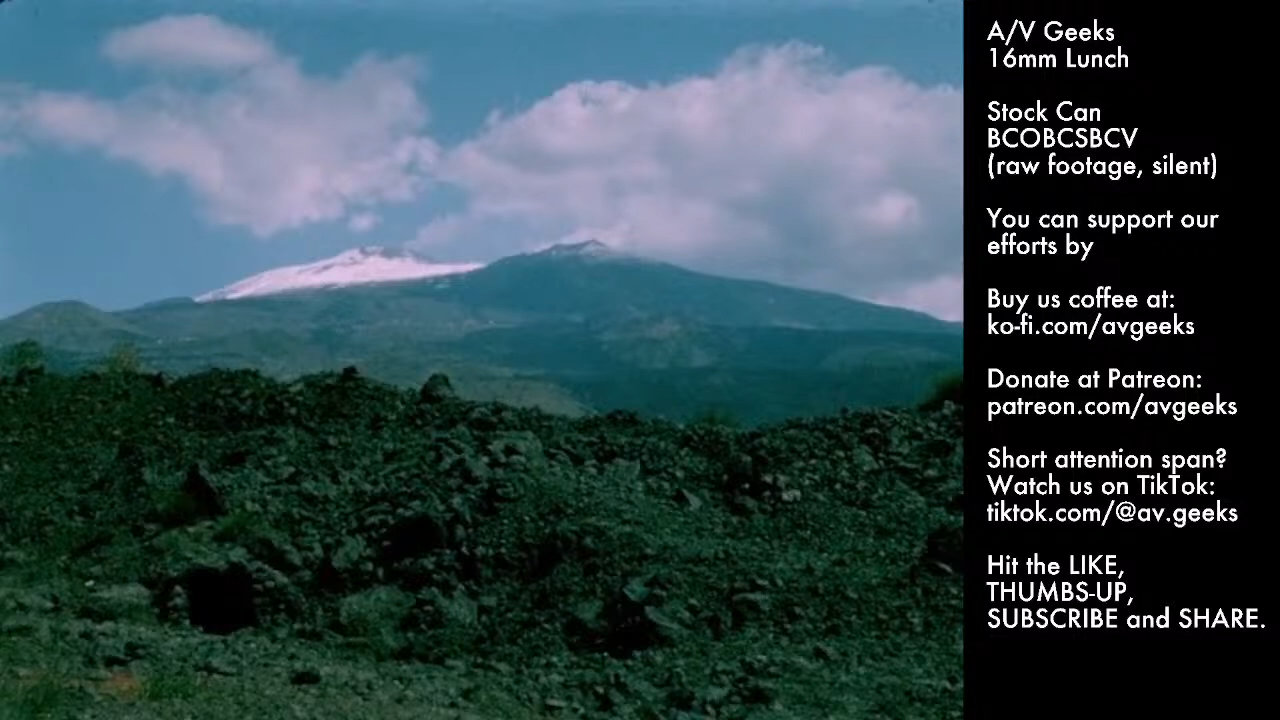 A/V Geeks
16mm Lunch
Stock Can
BCOBCSBCV
(raw footage, silent)
You can support our
efforts by
Buy us coffee at:
ko-fi.com/avgeeks
Donate at Patreon:
patreon.com/avgeeks
Short attention span?
Watch us on TikTok:
tiktok.com/@av.geeks
Hit the LIKE,
THUMBS-UP,
SUBSCRIBE and SHARE.